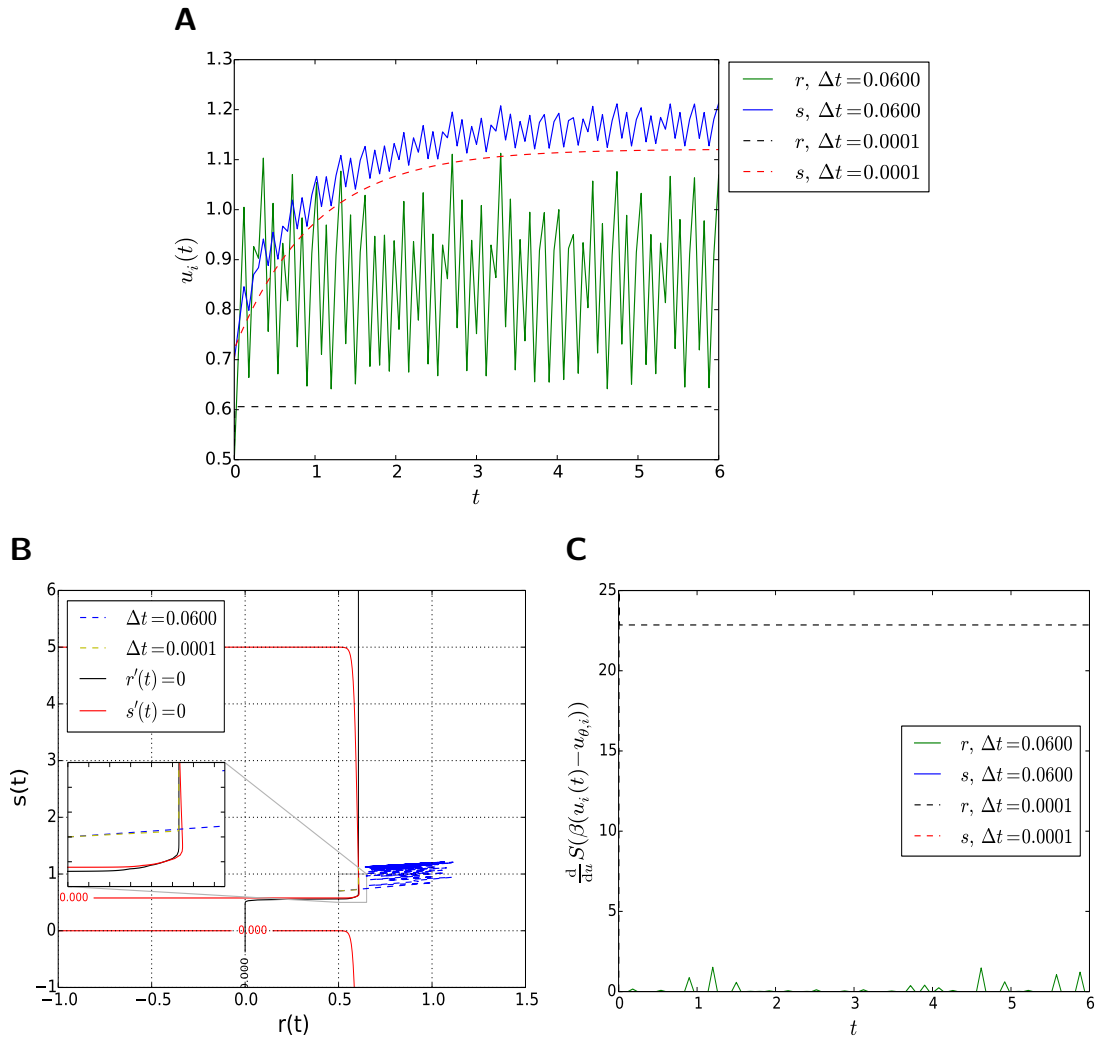 A
1.3
1.2
1.1
1.0
0.9
0.8
0.7
0.6
0.5
u_i(t)
0 1 2 3 4 5 6
t
r, Δt=0.0600
s, Δt=0.0600
r, Δt=0.0001
s, Δt=0.0001
B
6
5
4
3
2
1
0
−1
s(t)
Δt=0.0600
Δt=0.0001
r′(t)=0
s′(t)=0
0.000
0.000
0.000
−1.0 −0.5 0.0 0.5 1.0 1.5
r(t)
C
25
20
15
10
5
0
d/du S(β(u_i(t)−u_{θ,i}))
r, Δt=0.0600
s, Δt=0.0600
r, Δt=0.0001
s, Δt=0.0001
0 1 2 3 4 5 6
t